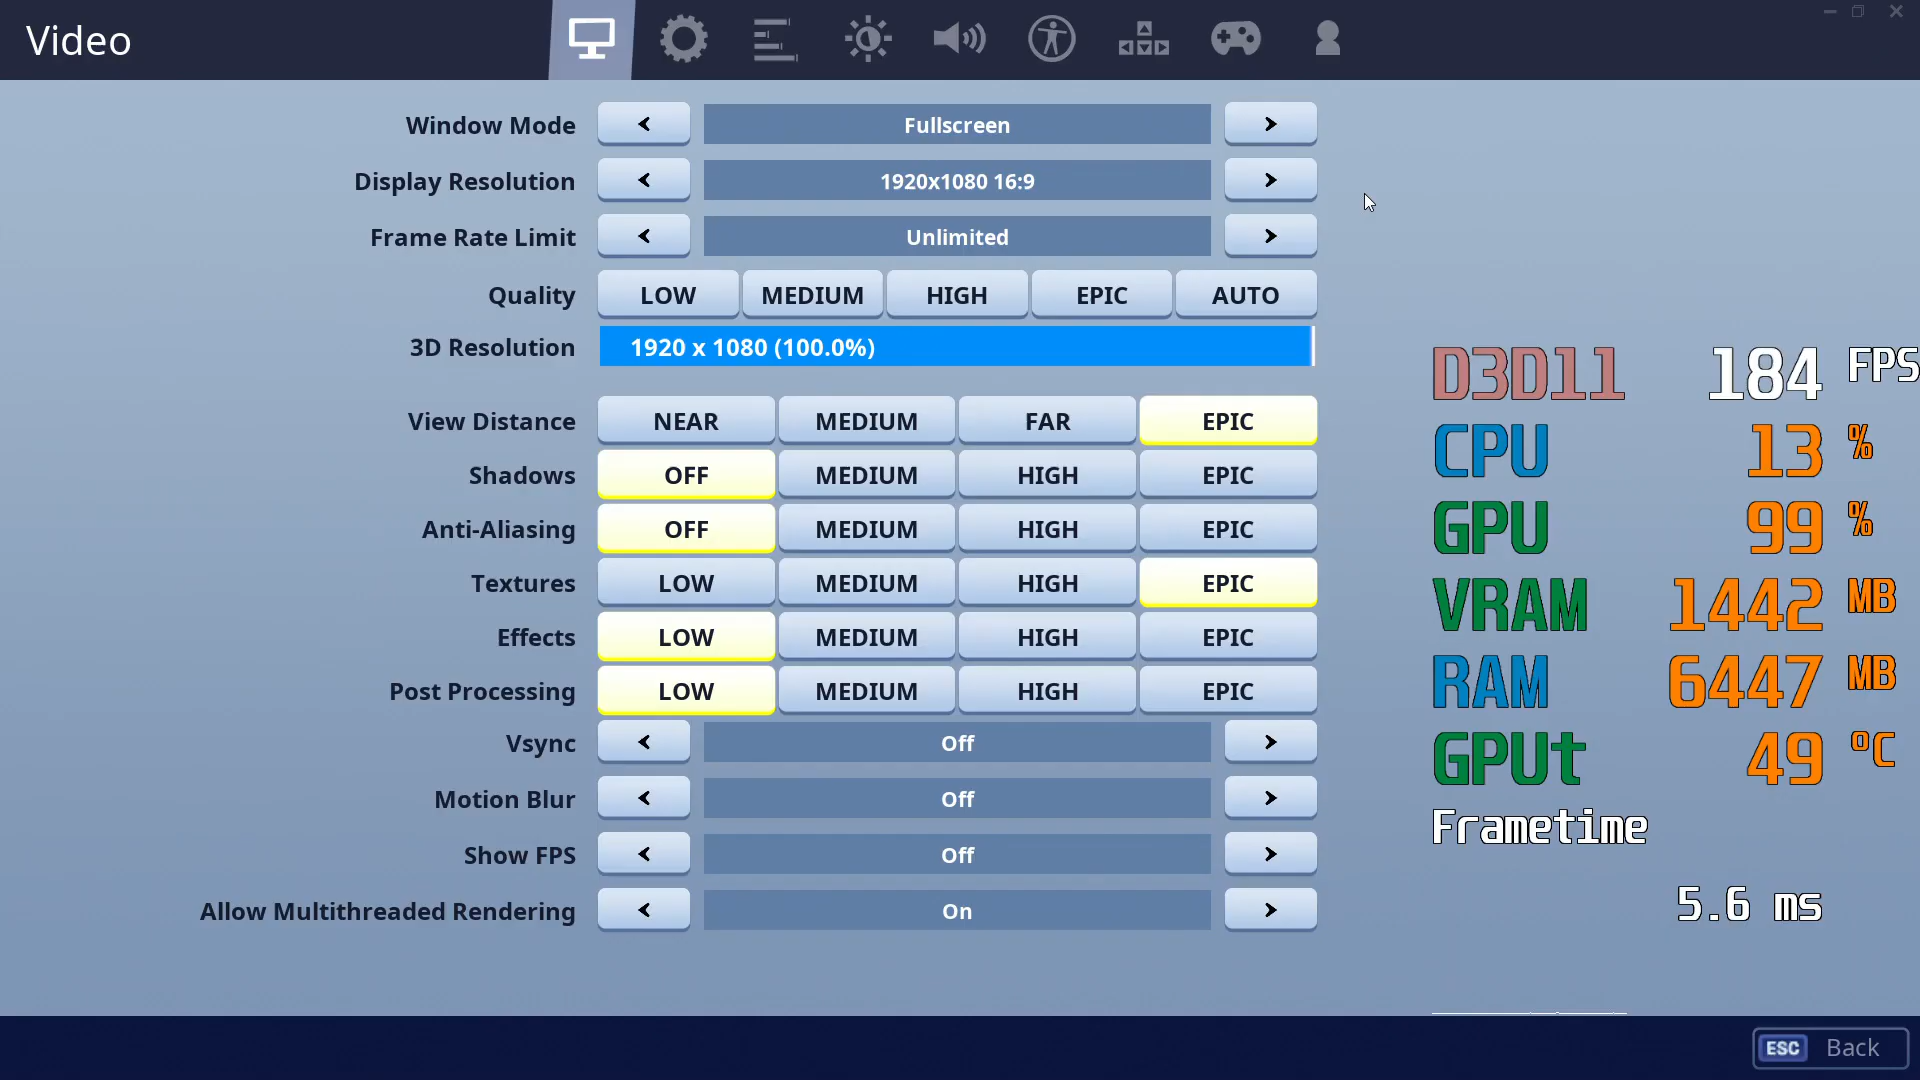 Video
Window Mode < Fullscreen >
Display Resolution < 1920x1080 16:9 >
Frame Rate Limit < Unlimited >
Quality LOW MEDIUM HIGH EPIC AUTO
3D Resolution 1920 x 1080 (100.0%)
View Distance NEAR MEDIUM FAR EPIC
Shadows OFF MEDIUM HIGH EPIC
Anti-Aliasing OFF MEDIUM HIGH EPIC
Textures LOW MEDIUM HIGH EPIC
Effects LOW MEDIUM HIGH EPIC
Post Processing LOW MEDIUM HIGH EPIC
Vsync < Off >
Motion Blur < Off >
Show FPS < Off >
Allow Multithreaded Rendering < On >
D3D11 184 FPS
CPU 13 %
GPU 99 %
VRAM 1442 MB
RAM 6447 MB
GPUt 49 °C
Frametime
5.6 ms
ESC Back